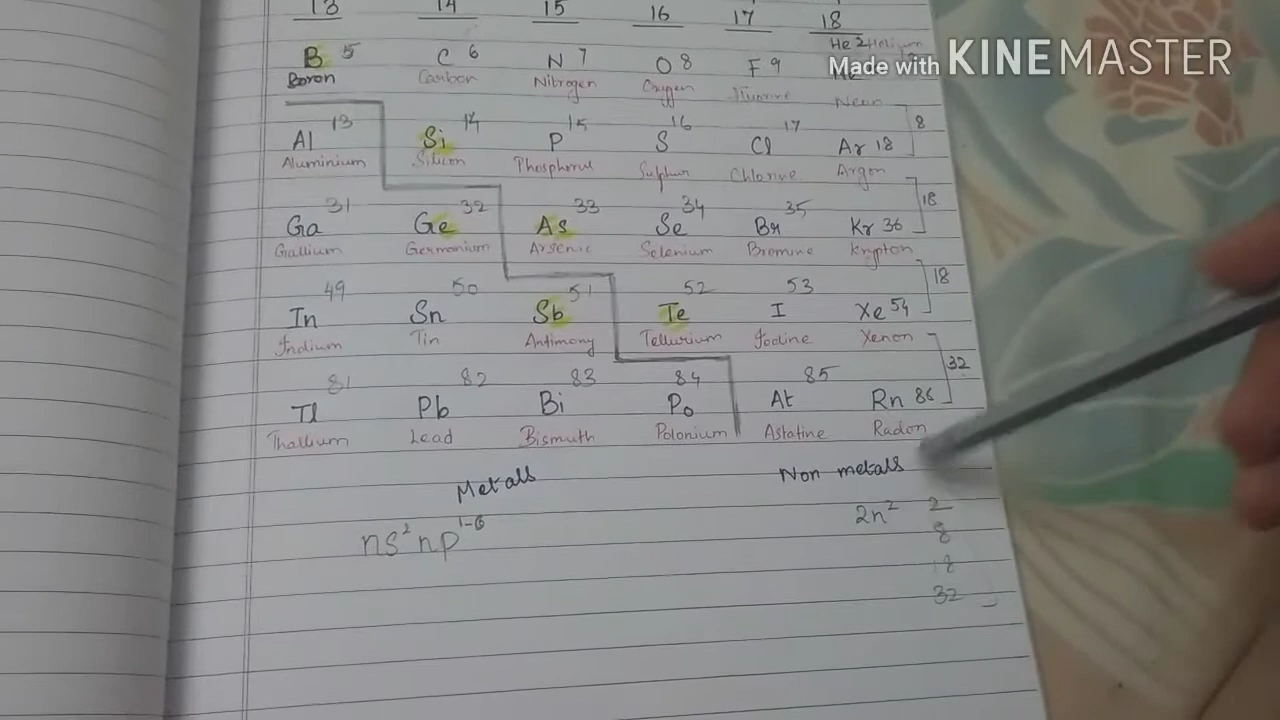 13 14 15 16 17 18
He 2 Helium
Made with KINEMASTER
B 5 C 6 N 7 O 8 F 9
Boron Carbon Nitrogen Oxygen Fluorine Neon
8
13 14 15 16 17
Al Si P S Cl Ar 18
Aluminium Silicon Phosphorus Sulphur Chlorine Argon
18
31 32 33 34 35
Ga Ge As Se Br Kr 36
Gallium Germanium Arsenic Selenium Bromine Krypton
18
49 50 51 52 53
In Sn Sb Te I Xe 54
Indium Tin Antimony Tellurium Iodine Xenon
32
81 82 83 84 85
Tl Pb Bi Po At Rn 86
Thallium Lead Bismuth Polonium Astatine Radon
Metals Non metals
ns² np¹⁻⁶ 2n² 2
8
18
32